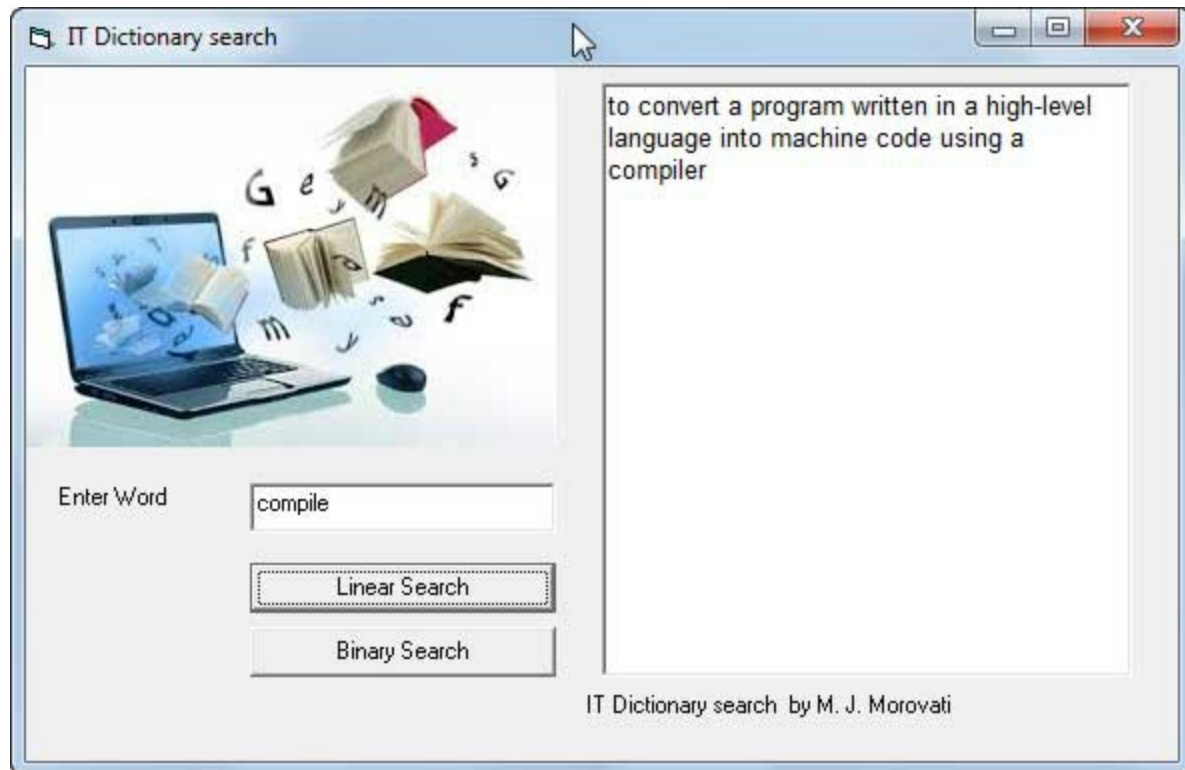 IT Dictionary search
to convert a program written in a high-level
language into machine code using a
compiler
G e m y s G
f a
m y s a f
Enter Word
compile
Linear Search
Binary Search
IT Dictionary search by M. J. Morovati